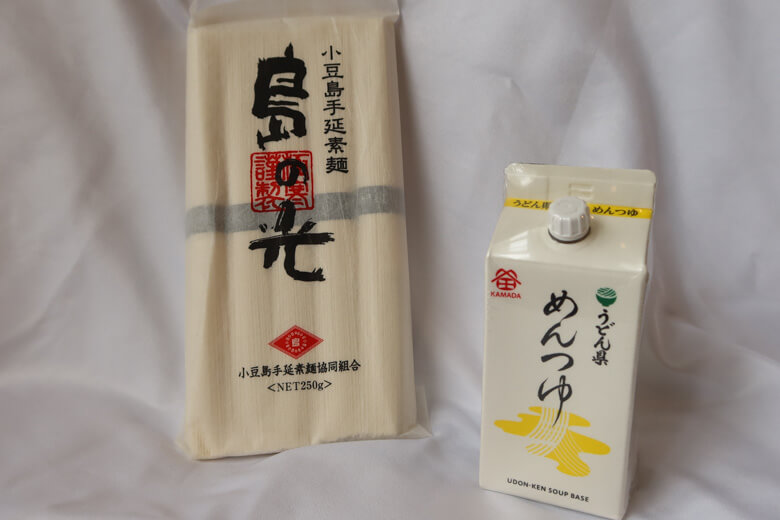 小豆島手延素麺
島の光
謹製
小豆島手延素麺協同組合
<NET250g>
うどん県 めんつゆ
KAMADA
うどん県
めんつゆ
UDON-KEN SOUP BASE